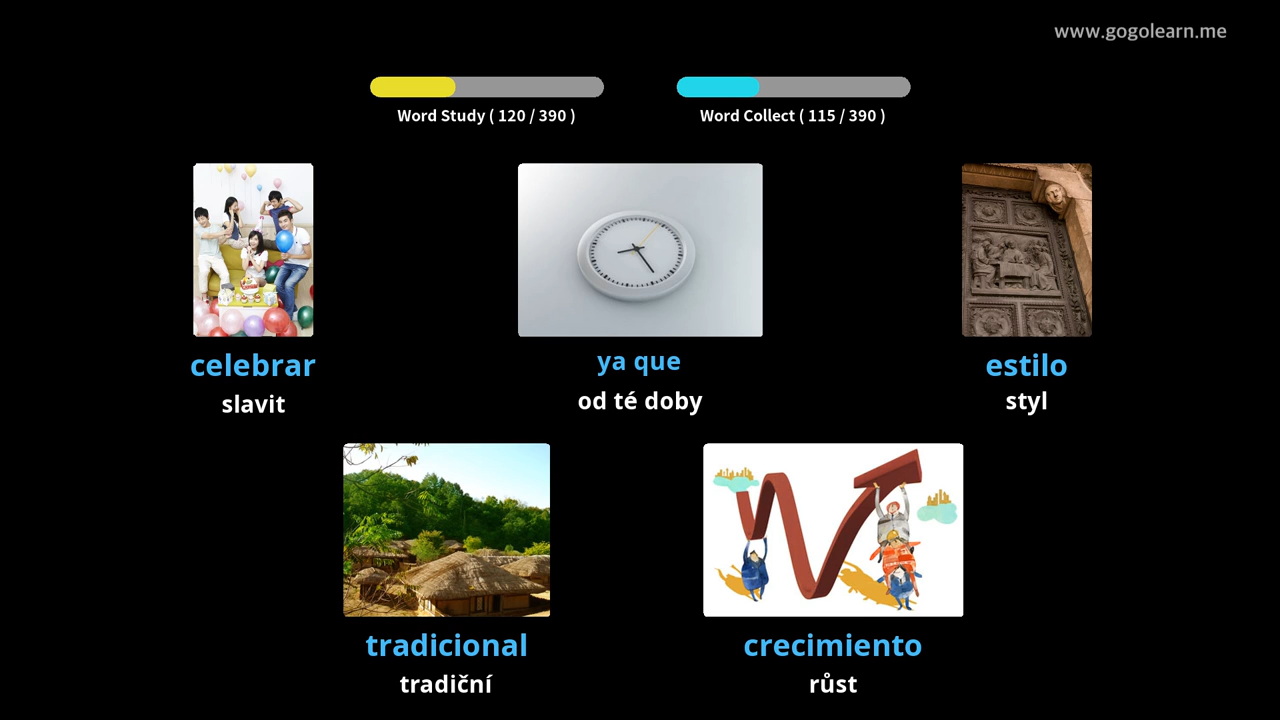 www.gogolearn.me
Word Study ( 120 / 390 )
Word Collect ( 115 / 390 )
celebrar
slavit
ya que
od té doby
estilo
styl
tradicional
tradiční
crecimiento
růst